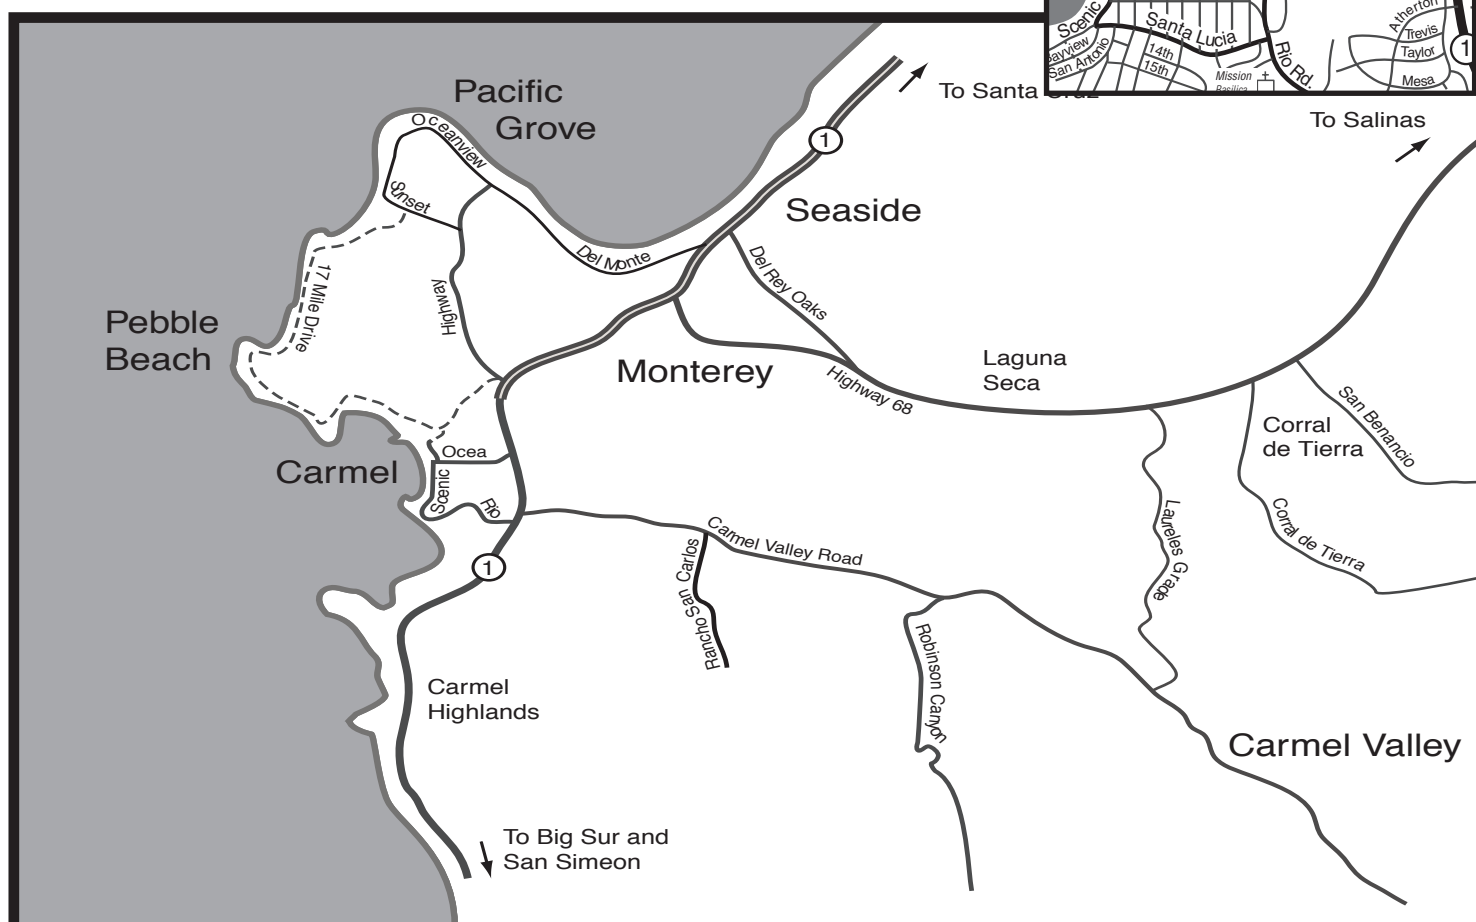 Scenic
Santa Lucia
Atherton
Trevis
Taylor
Mesa
1
San Antonio
14th
15th
Mission
Rio Rd.
Pacific
Grove
To Santa
To Salinas
Oceanview
1
Sunset
Seaside
Del Monte
Del Rey Oaks
17 Mile Drive
Highway
Pebble
Beach
Monterey
Highway 68
Laguna
Seca
San Benancio
Corral
de Tierra
Ocea
Carmel
Scenic
Rio
Carmel Valley Road
Laureles Grade
Corral de Tierra
1
Rancho San Carlos
Robinson Canyon
Carmel
Highlands
Carmel Valley
To Big Sur and
San Simeon